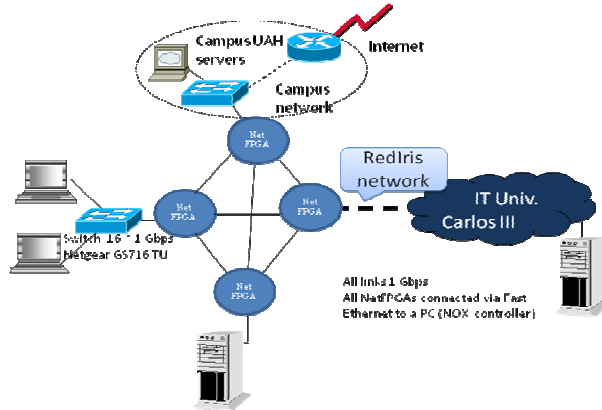 Campus UAH
servers
Internet
Campus
network
Net
FPGA
RedIris
network
Net
FPGA
Net
FPGA
IT Univ.
Carlos III
Switch 16 * 1 Gbps
Netgear GS716 TU
Net
FPGA
All links 1 Gbps
All NetFPGAs connected via Fast
Ethernet to a PC (NOX controller)